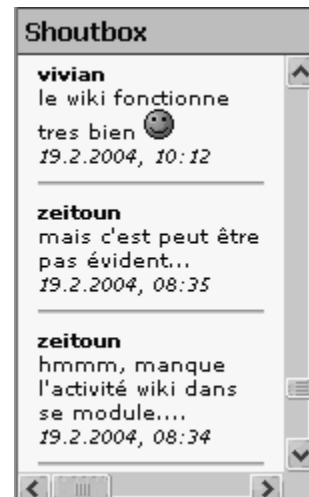 Shoutbox
vivian
le wiki fonctionne
tres bien
19.2.2004, 10:12
zeitoun
mais c'est peut être
pas évident...
19.2.2004, 08:35
zeitoun
hmmm, manque
l'activité wiki dans
se module....
19.2.2004, 08:34